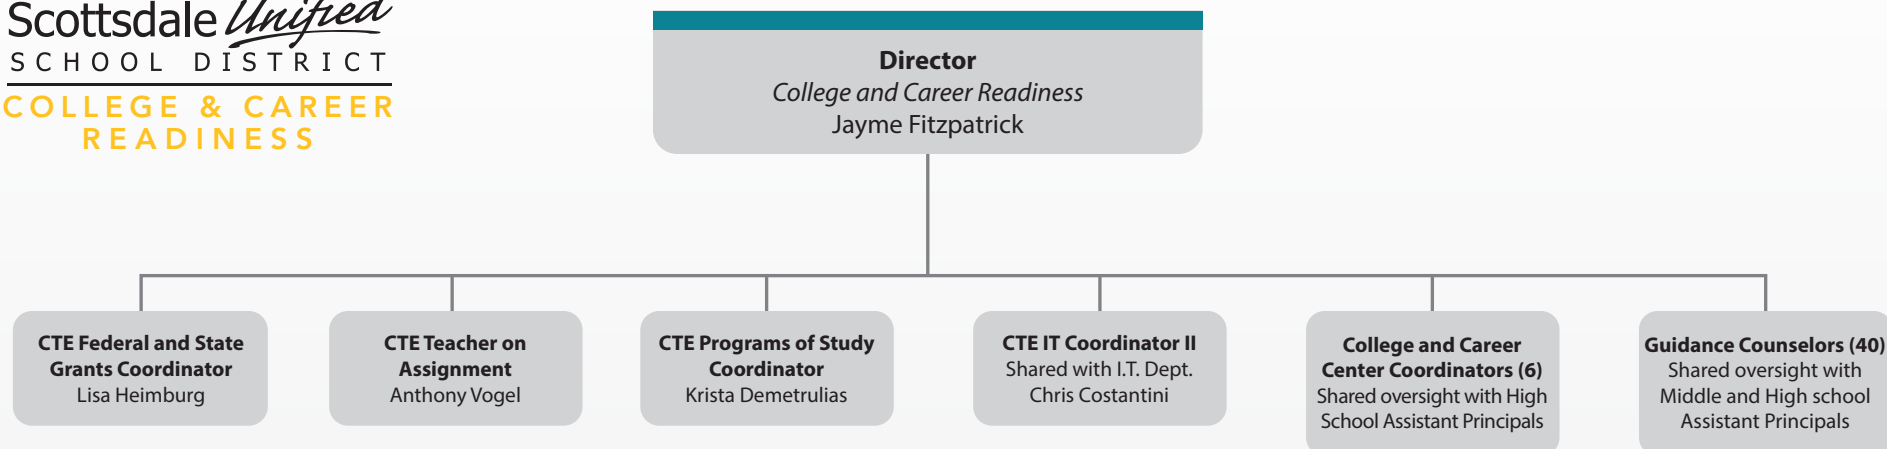 Scottsdale Unified
SCHOOL DISTRICT
COLLEGE & CAREER
READINESS
Director
College and Career Readiness
Jayme Fitzpatrick
CTE Federal and State
Grants Coordinator
Lisa Heimburg
CTE Teacher on
Assignment
Anthony Vogel
CTE Programs of Study
Coordinator
Krista Demetrulias
CTE IT Coordinator II
Shared with I.T. Dept.
Chris Costantini
College and Career
Center Coordinators (6)
Shared oversight with High
School Assistant Principals
Guidance Counselors (40)
Shared oversight with
Middle and High school
Assistant Principals